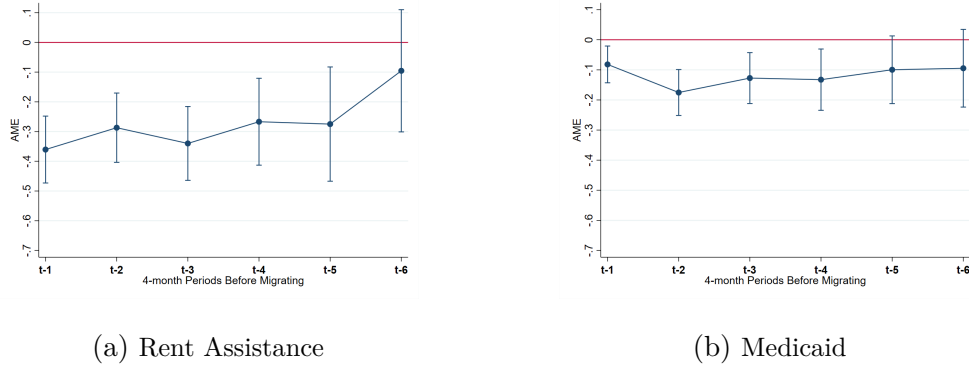 .1
0
-.1
-.2
-.3
-.4
-.5
-.6
-.7
AME
t-1 t-2 t-3 t-4 t-5 t-6
4-month Periods Before Migrating
(a) Rent Assistance
.1
0
-.1
-.2
-.3
-.4
-.5
-.6
-.7
AME
t-1 t-2 t-3 t-4 t-5 t-6
4-month Periods Before Migrating
(b) Medicaid